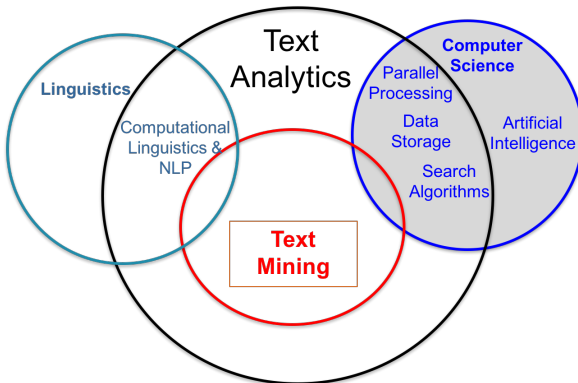 Text
Analytics
Linguistics
Computational
Linguistics &
NLP
Computer
Science
Parallel
Processing
Data
Storage
Search
Algorithms
Artificial
Intelligence
Text
Mining